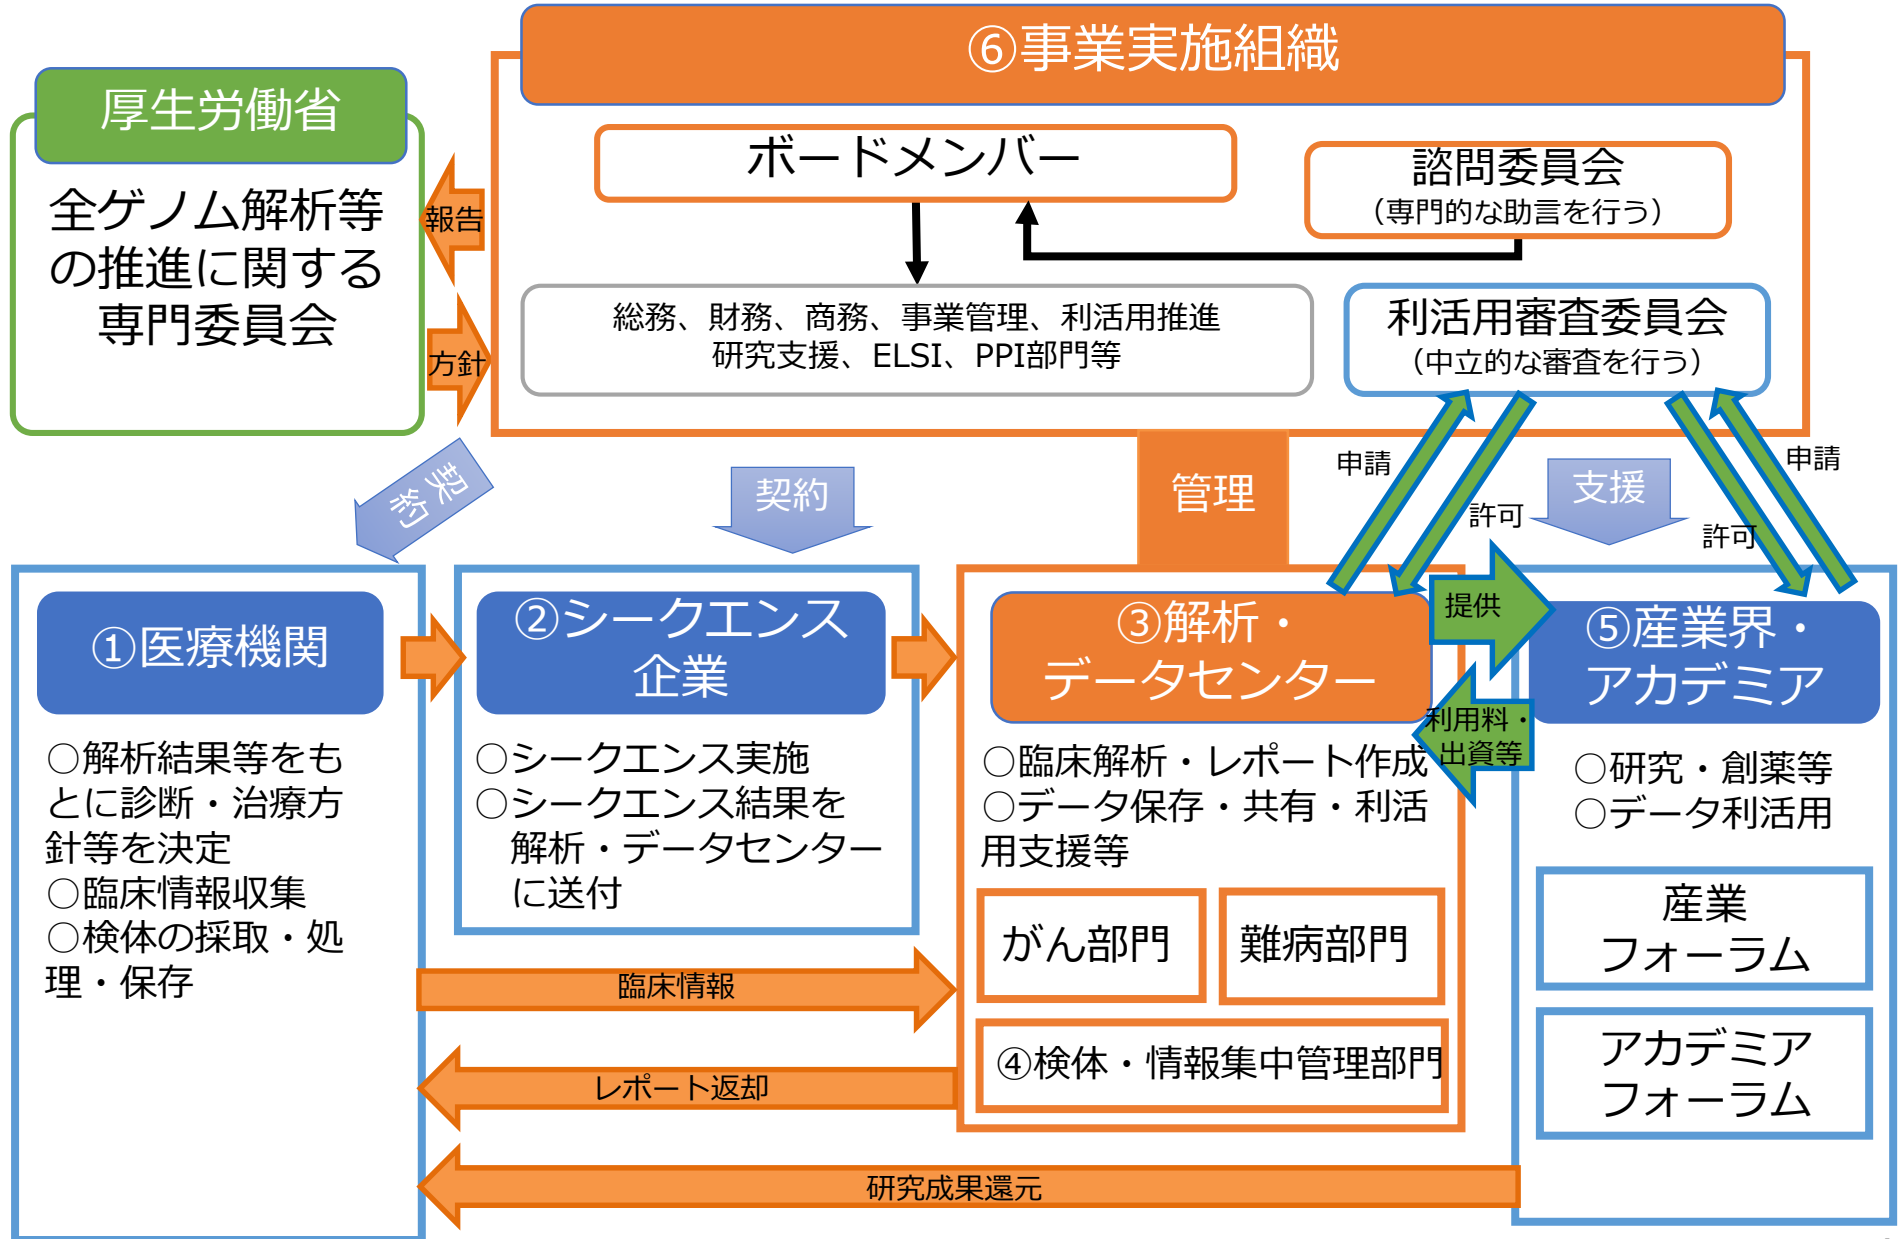 ⑥事業実施組織
厚生労働省
全ゲノム解析等
の推進に関する
専門委員会
報告
方針
ボードメンバー
諮問委員会
（専門的な助言を行う）
総務、財務、商務、事業管理、利活用推進
研究支援、ELSI、PPI部門等
利活用審査委員会
（中立的な審査を行う）
契約
契約
管理
申請
許可
支援
許可
申請
①医療機関
○解析結果等をも
とに診断・治療方
針等を決定
○臨床情報収集
○検体の採取・処
理・保存
②シークエンス
企業
○シークエンス実施
○シークエンス結果を
解析・データセンター
に送付
③解析・
データセンター
○臨床解析・レポート作成
○データ保存・共有・利活
用支援等
がん部門
難病部門
④検体・情報集中管理部門
提供
利用料・
出資等
⑤産業界・
アカデミア
○研究・創薬等
○データ利活用
産業
フォーラム
アカデミア
フォーラム
臨床情報
レポート返却
研究成果還元